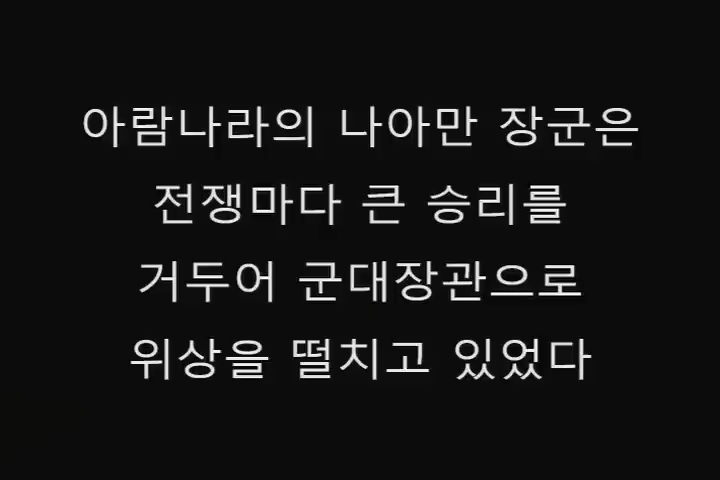 아람나라의 나아만 장군은
전쟁마다 큰 승리를
거두어 군대장관으로
위상을 떨치고 있었다